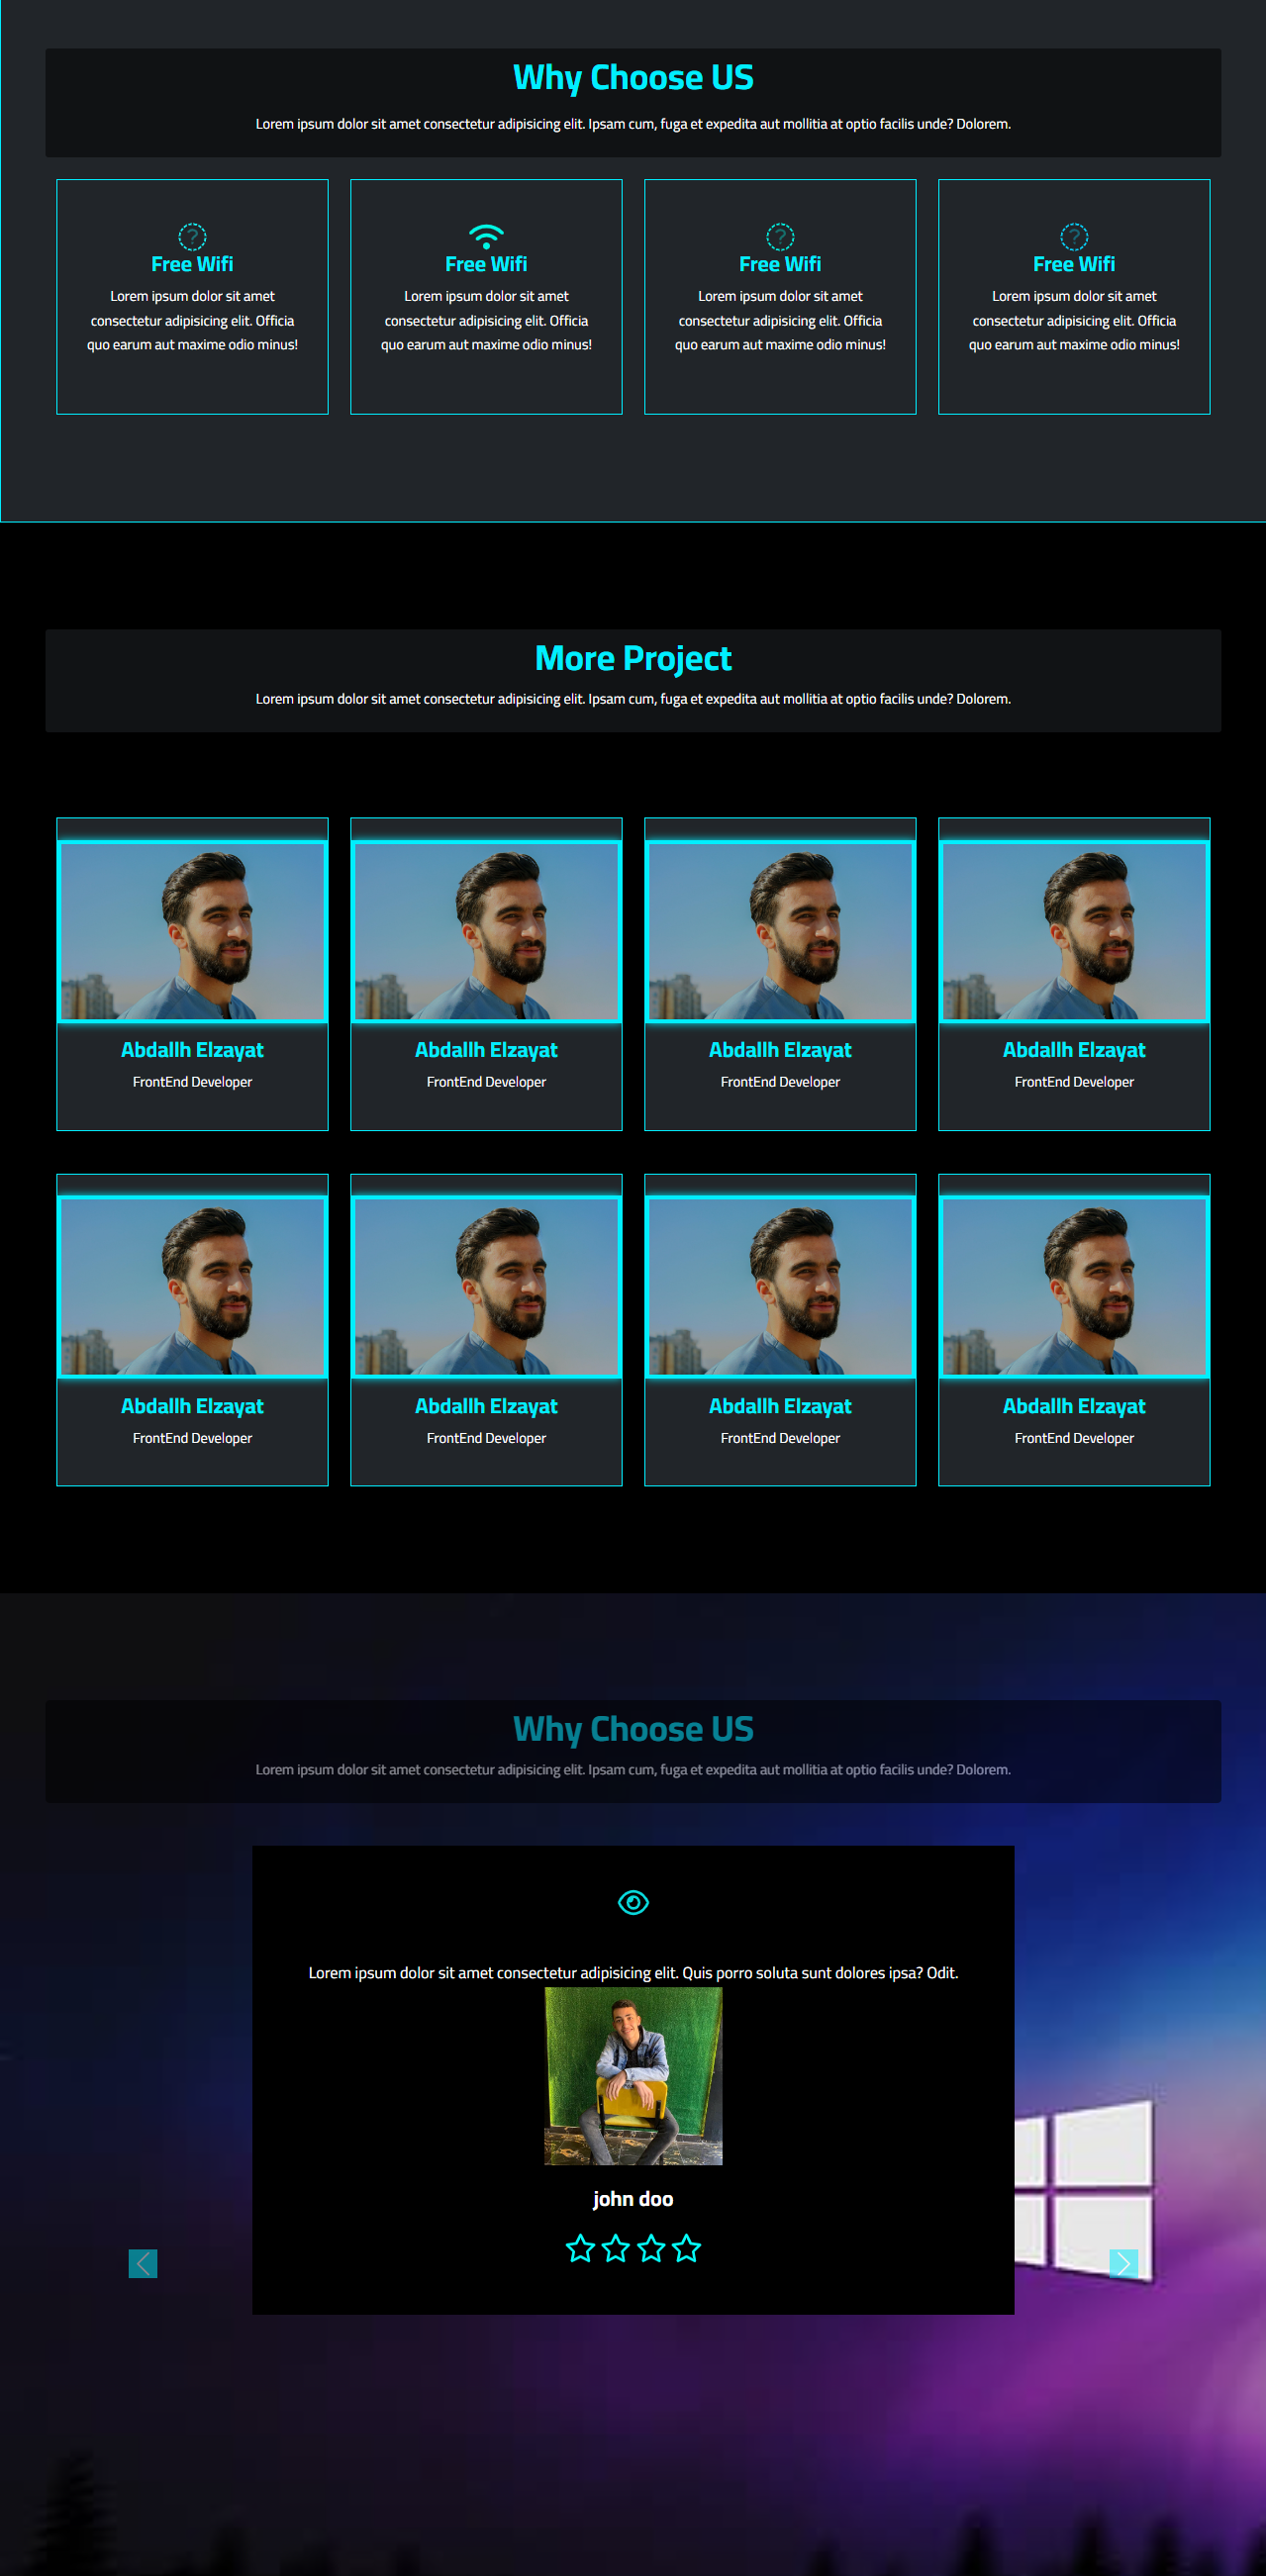 Why Choose US
Lorem ipsum dolor sit amet consectetur adipisicing elit. Ipsam cum, fuga et expedita aut mollitia at optio facilis unde? Dolorem.
Free Wifi
Lorem ipsum dolor sit amet
consectetur adipisicing elit. Officia
quo earum aut maxime odio minus!
Free Wifi
Lorem ipsum dolor sit amet
consectetur adipisicing elit. Officia
quo earum aut maxime odio minus!
Free Wifi
Lorem ipsum dolor sit amet
consectetur adipisicing elit. Officia
quo earum aut maxime odio minus!
Free Wifi
Lorem ipsum dolor sit amet
consectetur adipisicing elit. Officia
quo earum aut maxime odio minus!
More Project
Lorem ipsum dolor sit amet consectetur adipisicing elit. Ipsam cum, fuga et expedita aut mollitia at optio facilis unde? Dolorem.
Abdallh Elzayat
FrontEnd Developer
Abdallh Elzayat
FrontEnd Developer
Abdallh Elzayat
FrontEnd Developer
Abdallh Elzayat
FrontEnd Developer
Abdallh Elzayat
FrontEnd Developer
Abdallh Elzayat
FrontEnd Developer
Abdallh Elzayat
FrontEnd Developer
Abdallh Elzayat
FrontEnd Developer
Why Choose US
Lorem ipsum dolor sit amet consectetur adipisicing elit. Ipsam cum, fuga et expedita aut mollitia at optio facilis unde? Dolorem.
Lorem ipsum dolor sit amet consectetur adipisicing elit. Quis porro soluta sunt dolores ipsa? Odit.
john doo